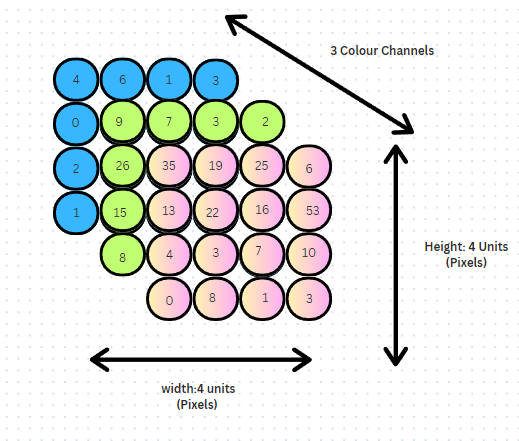 3 Colour Channels
4 6 1 3
0 9 7 3 2
2 26 35 19 25 6
1 15 13 22 16 53
8 4 3 7 10
0 8 1 3
Height: 4 Units
(Pixels)
width:4 units
(Pixels)